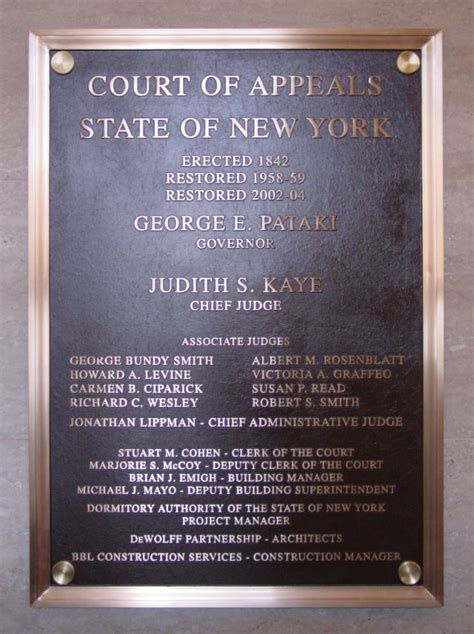 COURT OF APPEALS
STATE OF NEW YORK
ERECTED 1842
RESTORED 1958-59
RESTORED 2002-04
GEORGE E. PATAKI
GOVERNOR
JUDITH S. KAYE
CHIEF JUDGE
ASSOCIATE JUDGES
GEORGE BUNDY SMITH ALBERT M. ROSENBLATT
HOWARD A. LEVINE VICTORIA A. GRAFFEO
CARMEN B. CIPARICK SUSAN P. READ
RICHARD C. WESLEY ROBERT S. SMITH
JONATHAN LIPPMAN - CHIEF ADMINISTRATIVE JUDGE
STUART M. COHEN - CLERK OF THE COURT
MARJORIE S. McCOY - DEPUTY CLERK OF THE COURT
BRIAN J. EMIGH - BUILDING MANAGER
MICHAEL J. MAYO - DEPUTY BUILDING SUPERINTENDENT
DORMITORY AUTHORITY OF THE STATE OF NEW YORK
PROJECT MANAGER
DeWOLFF PARTNERSHIP - ARCHITECTS
BBL CONSTRUCTION SERVICES - CONSTRUCTION MANAGER